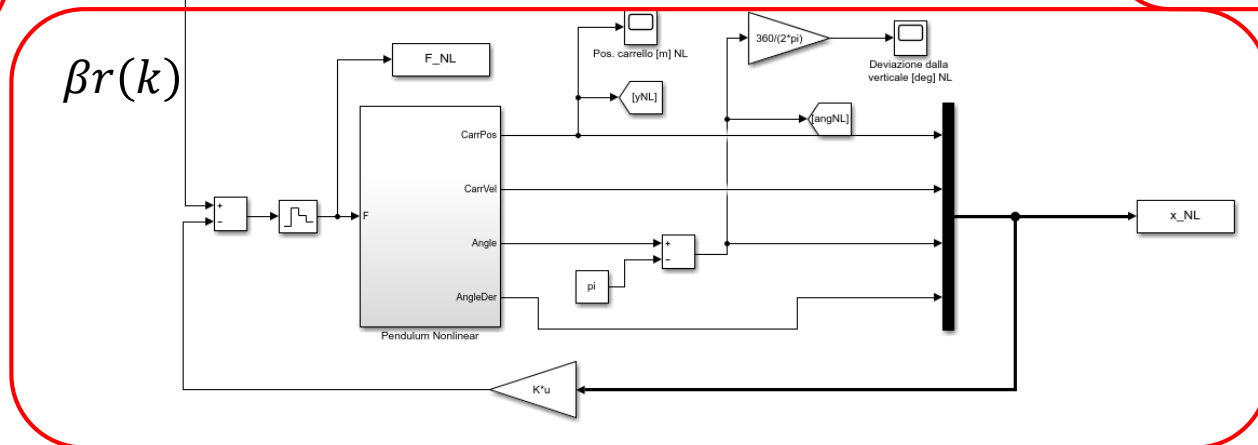 βr(k)
F_NL
Pos. carrello [m] NL
360/(2*pi)
Deviazione dalla
verticale [deg] NL
[yNL]
[angNL]
+
−
F
CarrPos
CarrVel
Angle
AngleDer
Pendulum Nonlinear
pi
+
−
x_NL
K*u